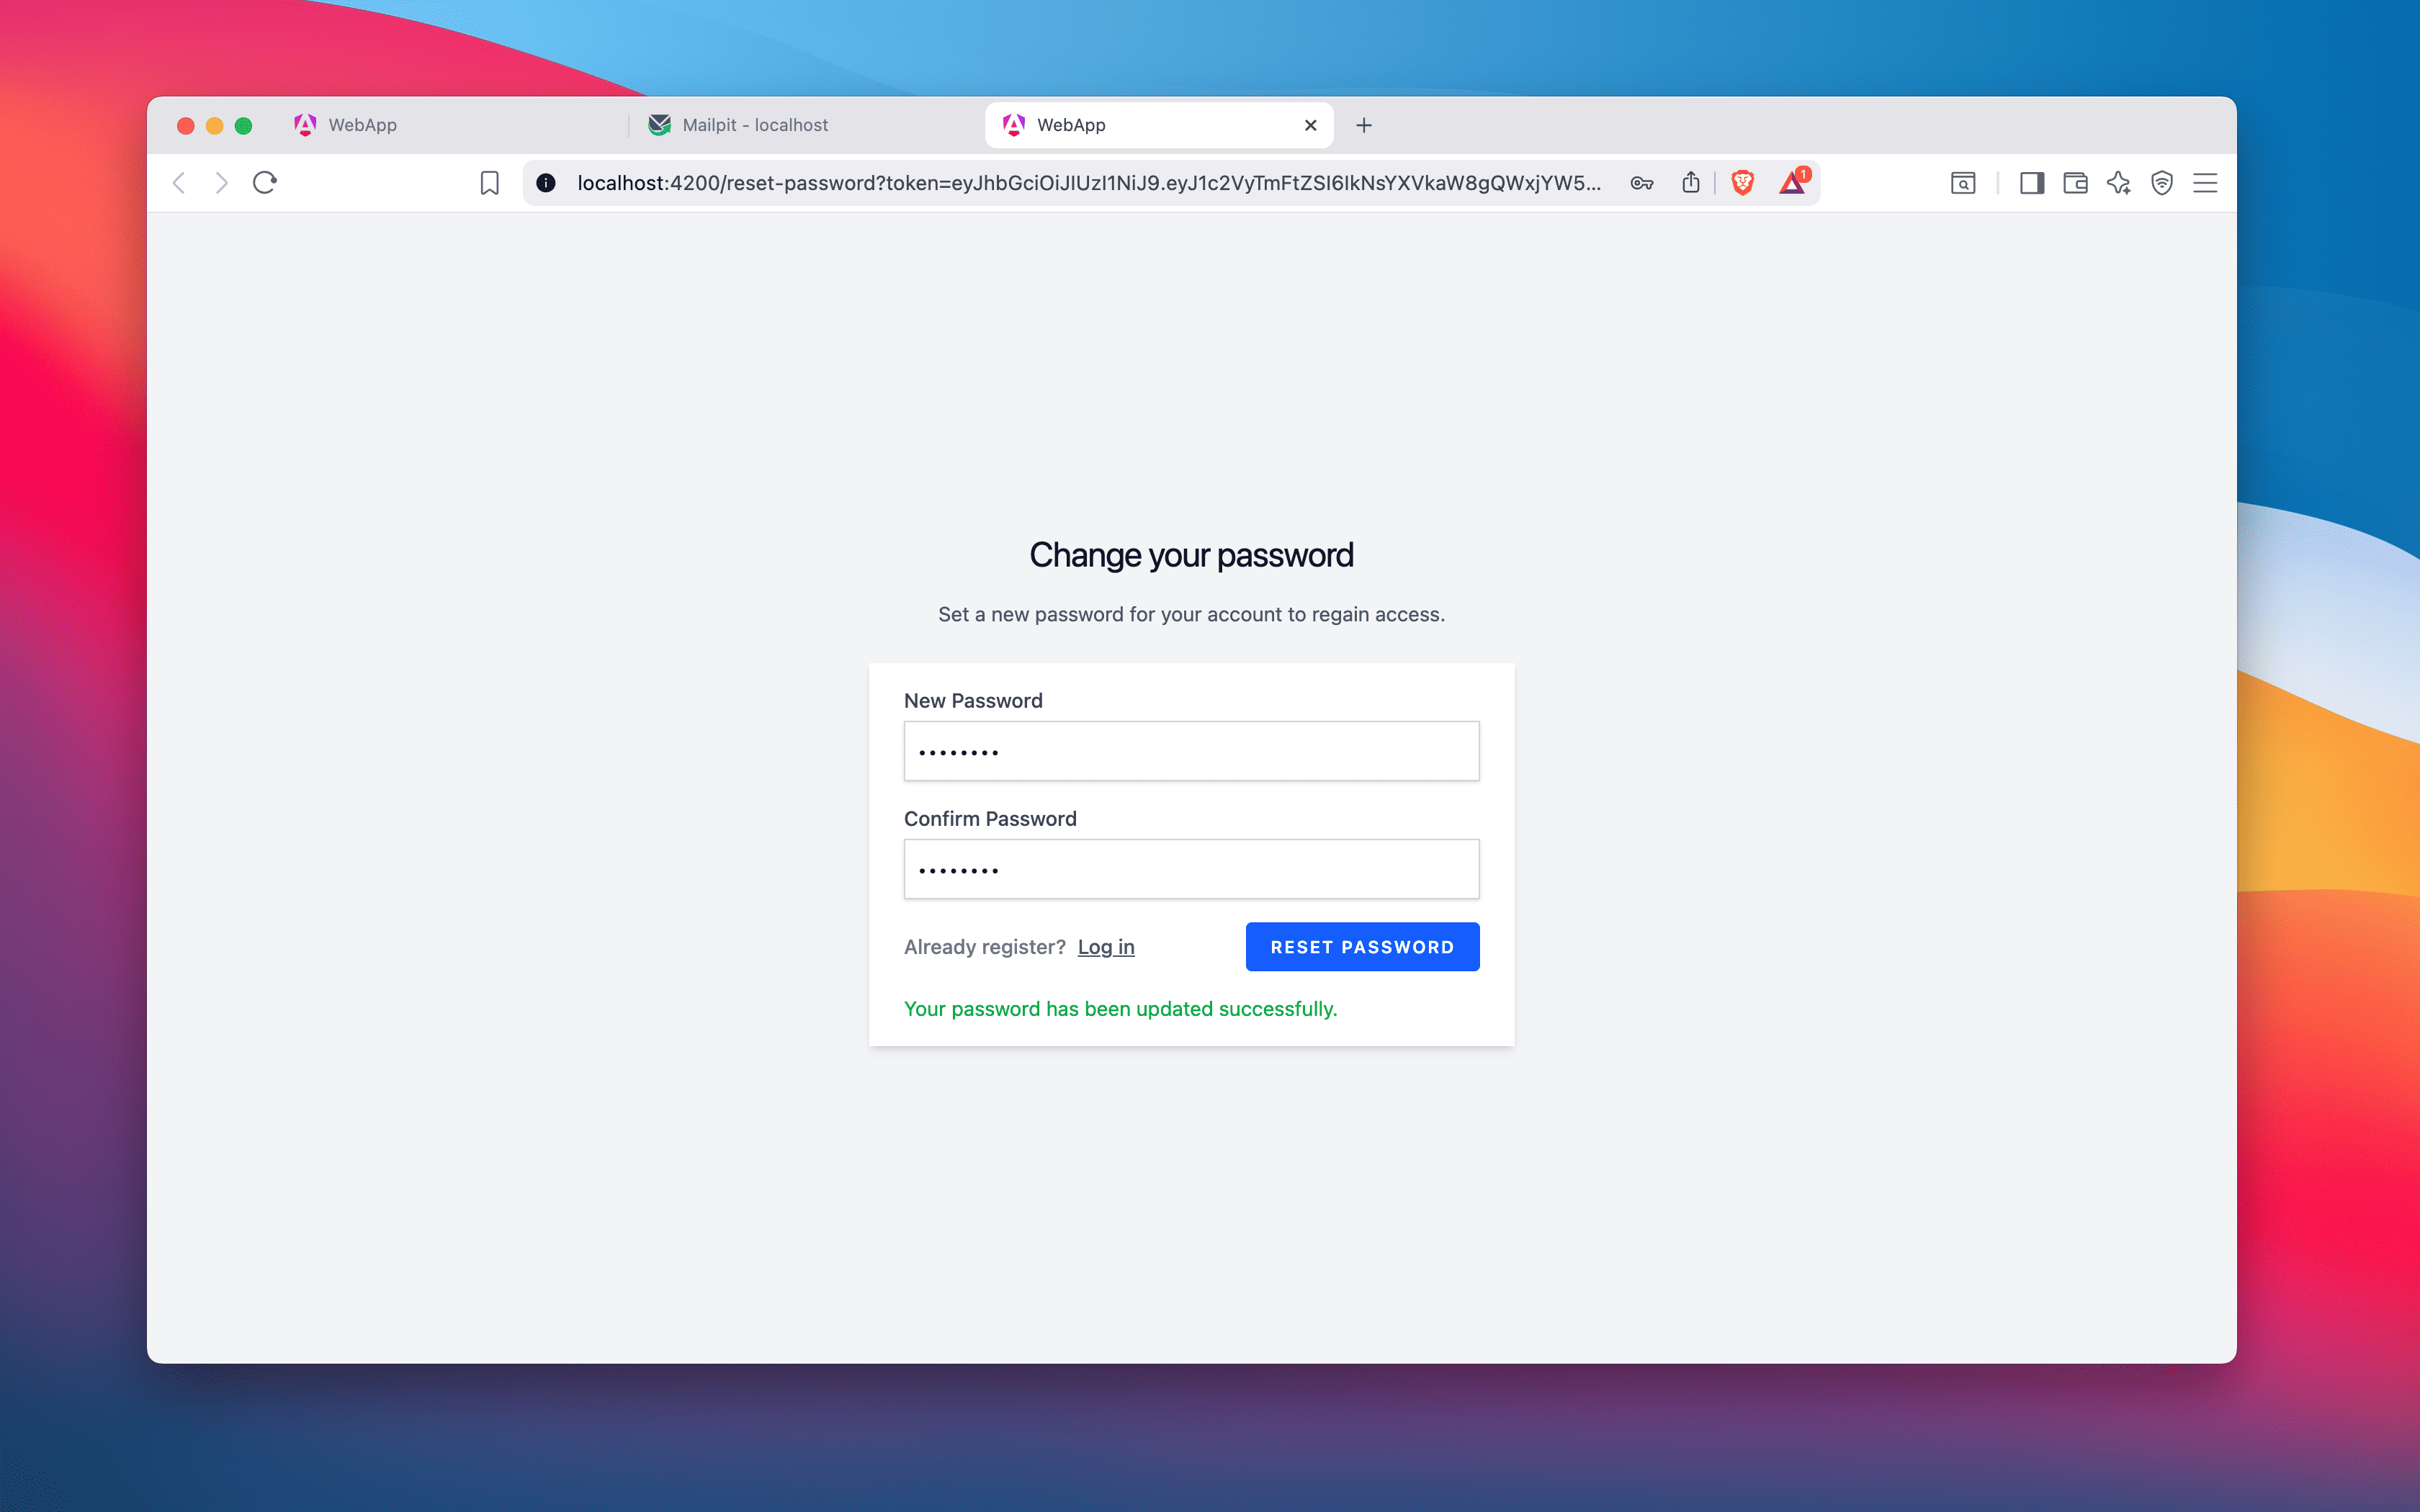 WebApp
Mailpit - localhost
WebApp
localhost:4200/reset-password?token=eyJhbGciOiJIUzI1NiJ9.eyJ1c2VyTmFtZSI6IkNsYXVkaW8gQWxjYW5...
1
Change your password
Set a new password for your account to regain access.
New Password
Confirm Password
Already register? Log in
RESET PASSWORD
Your password has been updated successfully.